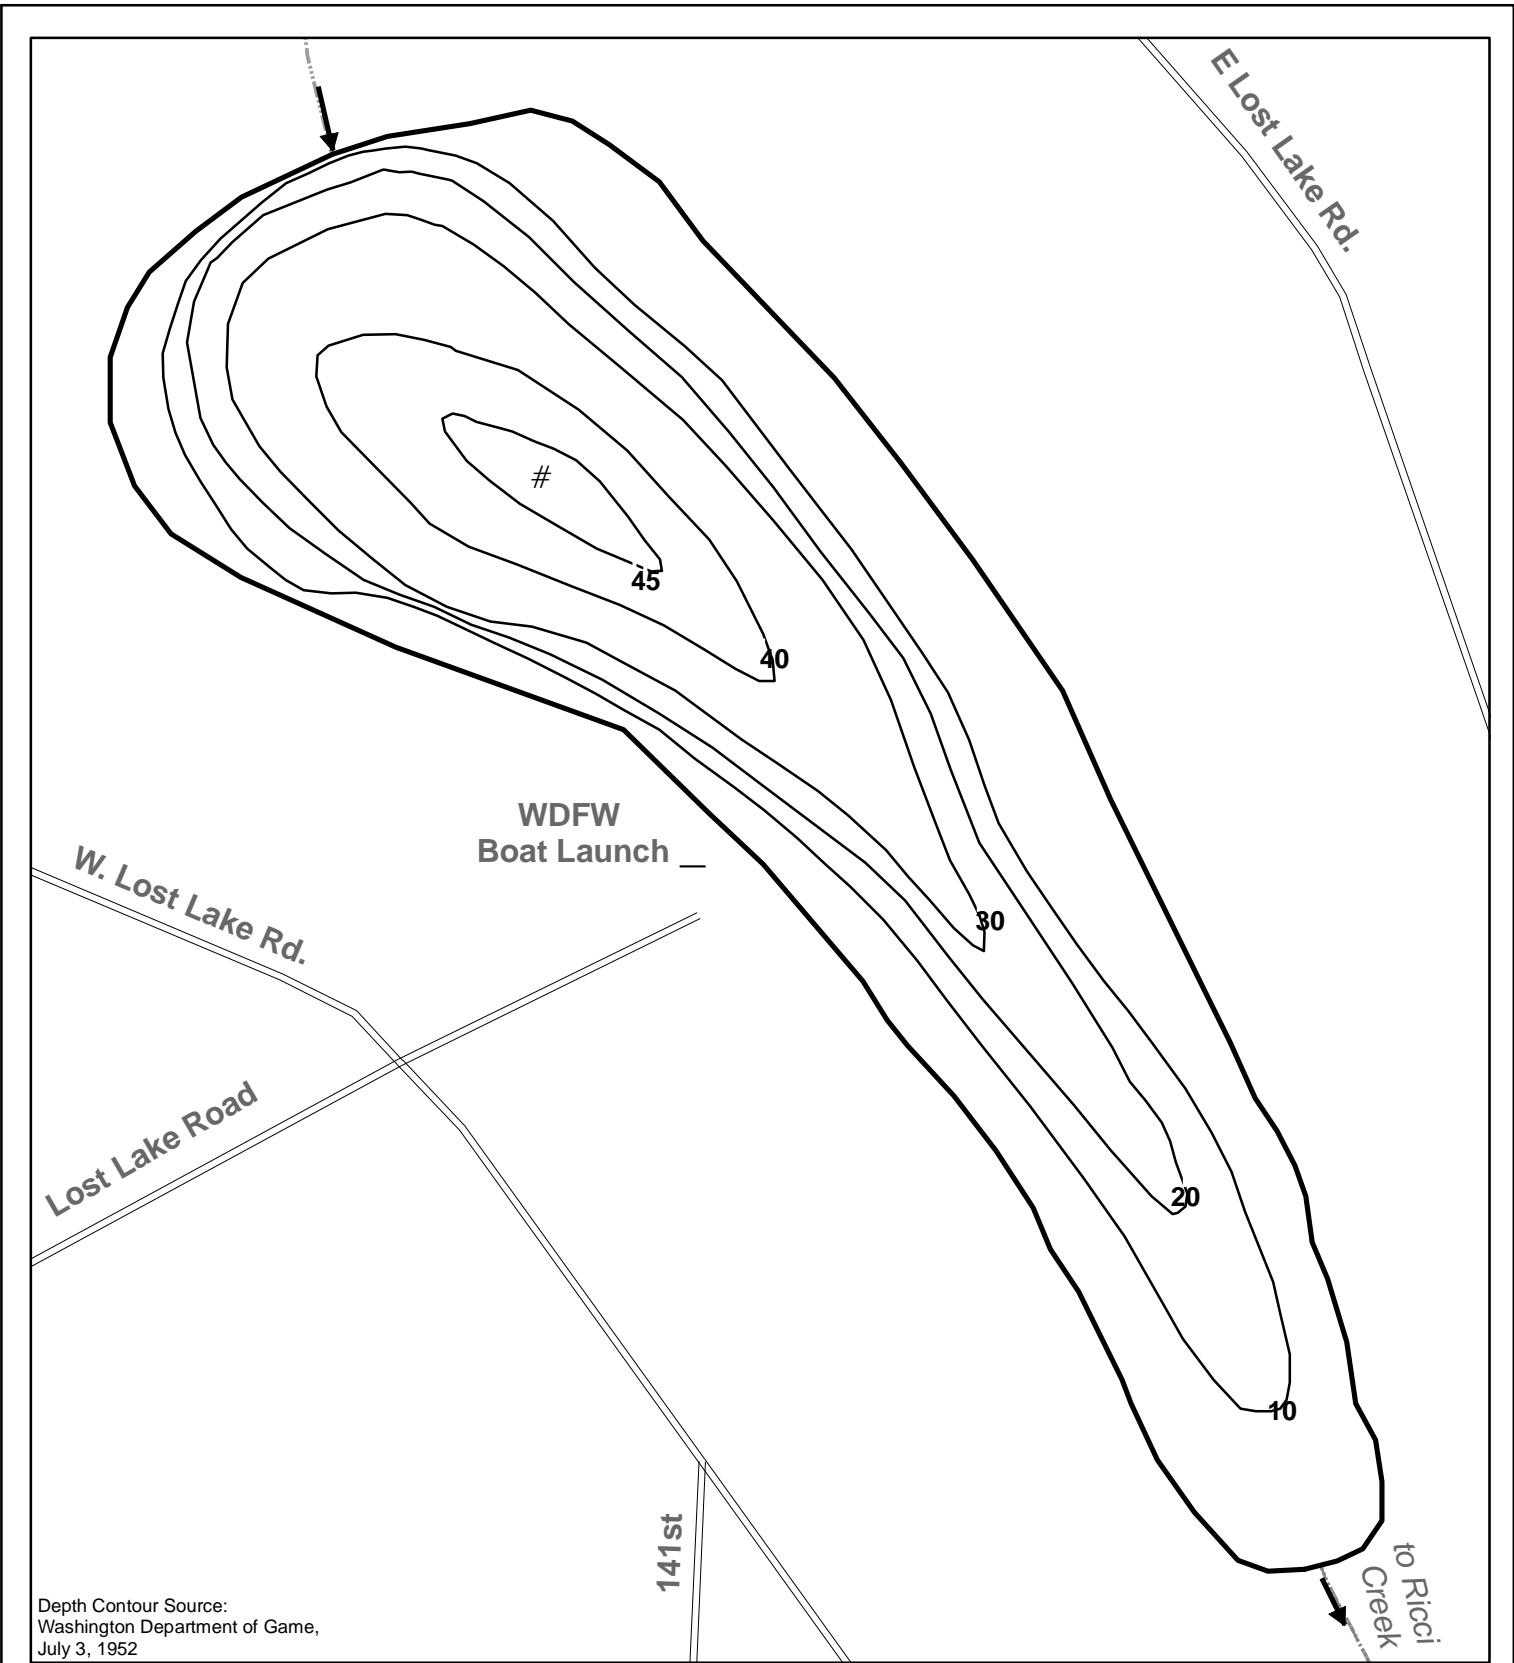 E Lost Lake Rd.
#
45
40
WDFW
Boat Launch
W. Lost Lake Rd.
30
Lost Lake Road
20
10
141st
to Ricci
Creek
Depth Contour Source:
Washington Department of Game,
July 3, 1952